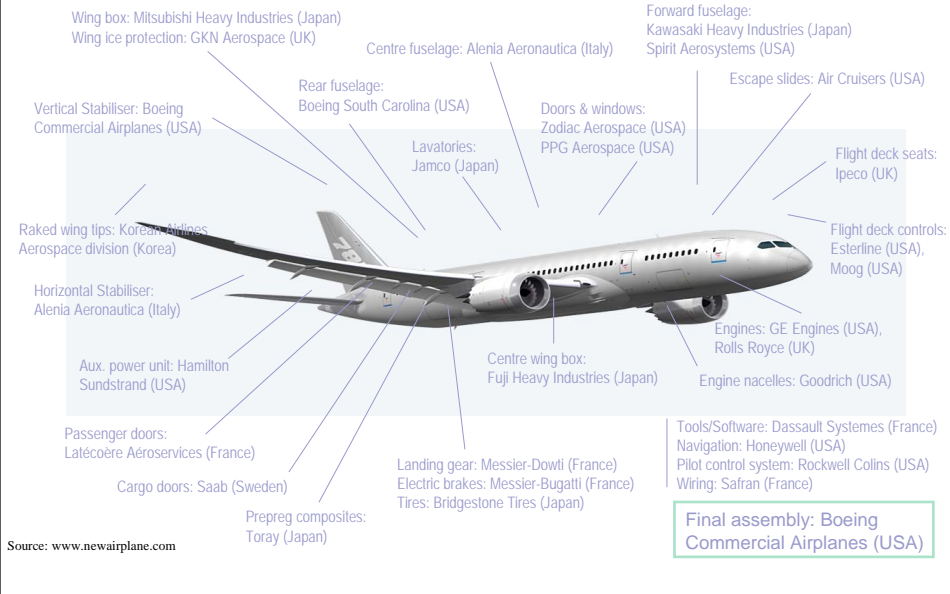 Wing box: Mitsubishi Heavy Industries (Japan)
Wing ice protection: GKN Aerospace (UK)
Forward fuselage:
Kawasaki Heavy Industries (Japan)
Spirit Aerosystems (USA)
Centre fuselage: Alenia Aeronautica (Italy)
Escape slides: Air Cruisers (USA)
Rear fuselage:
Boeing South Carolina (USA)
Vertical Stabiliser: Boeing
Commercial Airplanes (USA)
Doors & windows:
Zodiac Aerospace (USA)
PPG Aerospace (USA)
Lavatories:
Jamco (Japan)
Flight deck seats:
Ipeco (UK)
Raked wing tips: Korean Airlines
Aerospace division (Korea)
Flight deck controls:
Esterline (USA),
Moog (USA)
787
Horizontal Stabiliser:
Alenia Aeronautica (Italy)
Engines: GE Engines (USA),
Rolls Royce (UK)
Aux. power unit: Hamilton
Sundstrand (USA)
Centre wing box:
Fuji Heavy Industries (Japan)
Engine nacelles: Goodrich (USA)
Passenger doors:
Latécoère Aéroservices (France)
Tools/Software: Dassault Systemes (France)
Navigation: Honeywell (USA)
Pilot control system: Rockwell Colins (USA)
Wiring: Safran (France)
Cargo doors: Saab (Sweden)
Landing gear: Messier-Dowti (France)
Electric brakes: Messier-Bugatti (France)
Tires: Bridgestone Tires (Japan)
Prepreg composites:
Toray (Japan)
Final assembly: Boeing
Commercial Airplanes (USA)
Source: www.newairplane.com